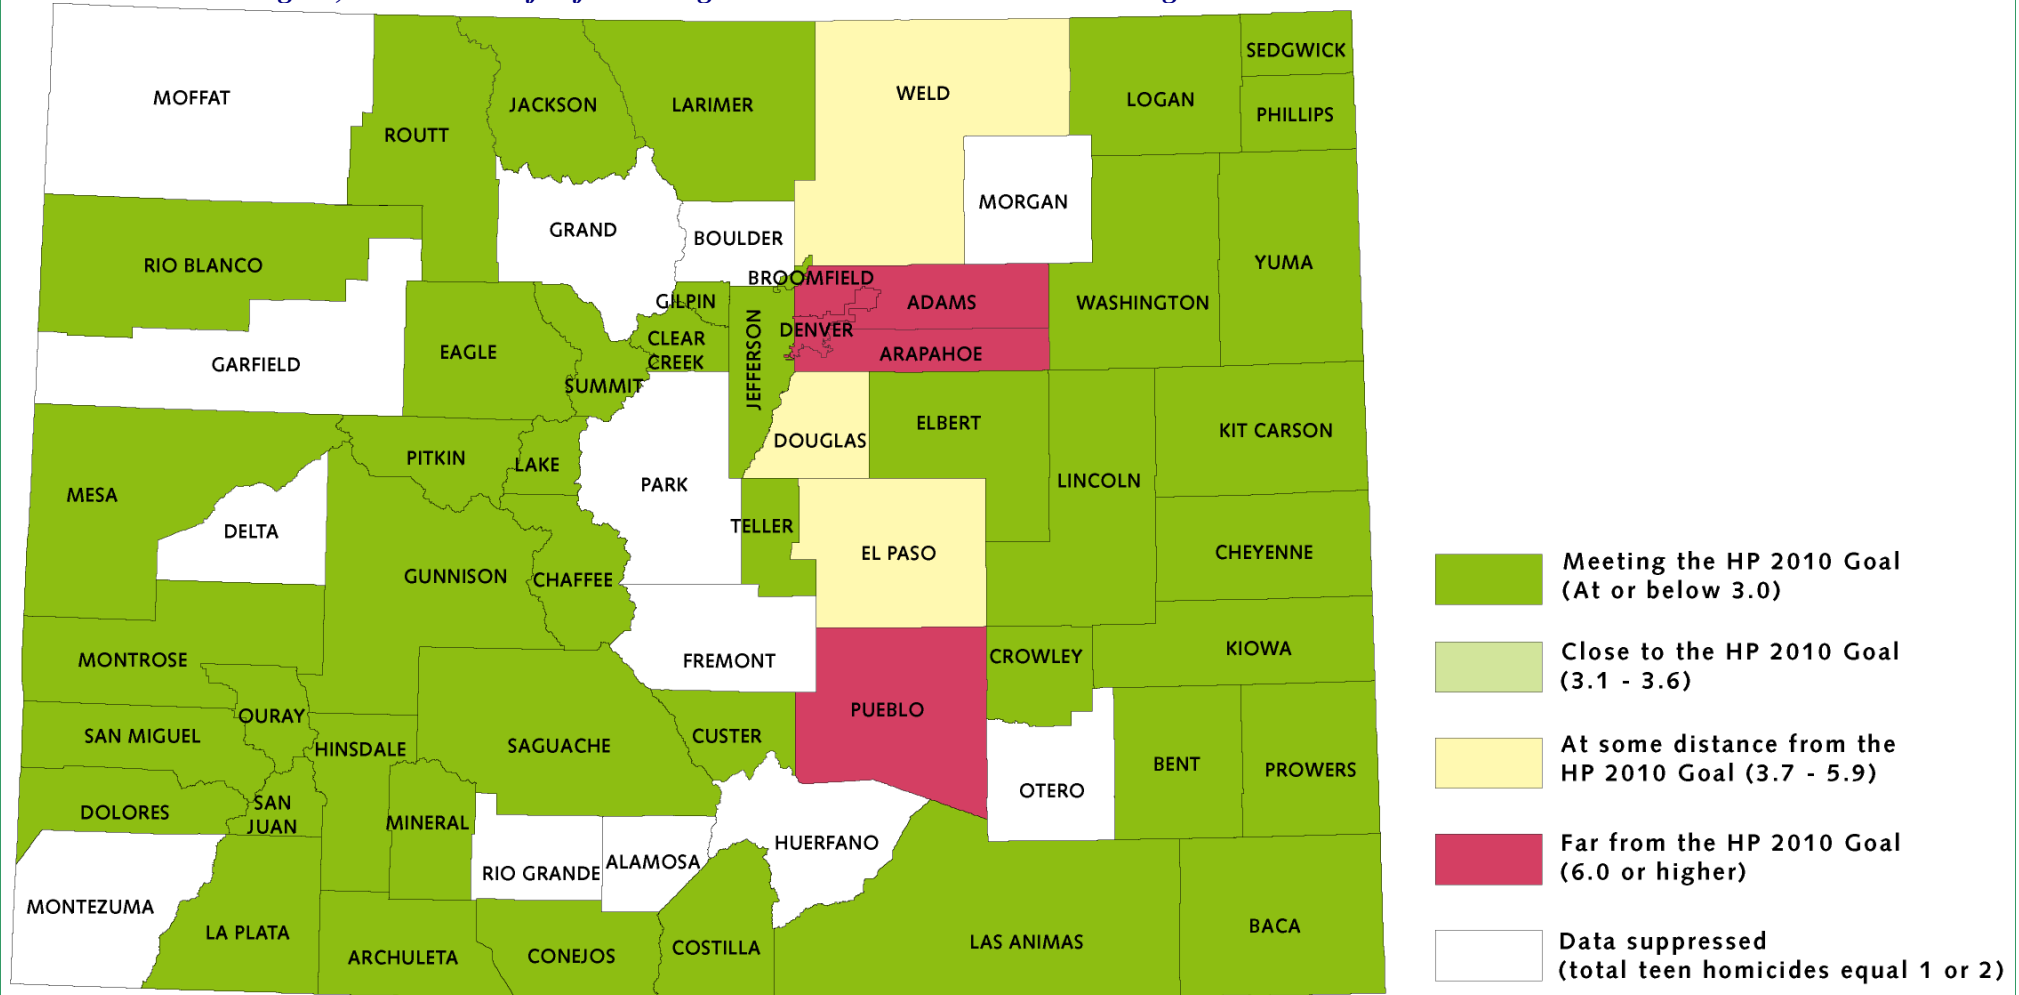 SEDGWICK
MOFFAT
WELD
LOGAN
JACKSON
LARIMER
PHILLIPS
ROUTT
MORGAN
GRAND
BOULDER
RIO BLANCO
YUMA
BROOMFIELD
GILPIN
ADAMS
WASHINGTON
DENVER
CLEAR
CREEK
JEFFERSON
EAGLE
ARAPAHOE
GARFIELD
SUMMIT
ELBERT
KIT CARSON
DOUGLAS
PITKIN
LAKE
LINCOLN
PARK
MESA
TELLER
DELTA
EL PASO
CHEYENNE
GUNNISON
CHAFFEE
KIOWA
CROWLEY
MONTROSE
FREMONT
PUEBLO
OURAY
SAN MIGUEL
CUSTER
HINSDALE
SAGUACHE
BENT
PROWERS
OTERO
SAN
JUAN
DOLORES
MINERAL
HUERFANO
ALAMOSA
RIO GRANDE
MONTEZUMA
LA PLATA
BACA
LAS ANIMAS
COSTILLA
ARCHULETA
CONEJOS
Meeting the HP 2010 Goal
(At or below 3.0)
Close to the HP 2010 Goal
(3.1 - 3.6)
At some distance from the
HP 2010 Goal (3.7 - 5.9)
Far from the HP 2010 Goal
(6.0 or higher)
Data suppressed
(total teen homicides equal 1 or 2)